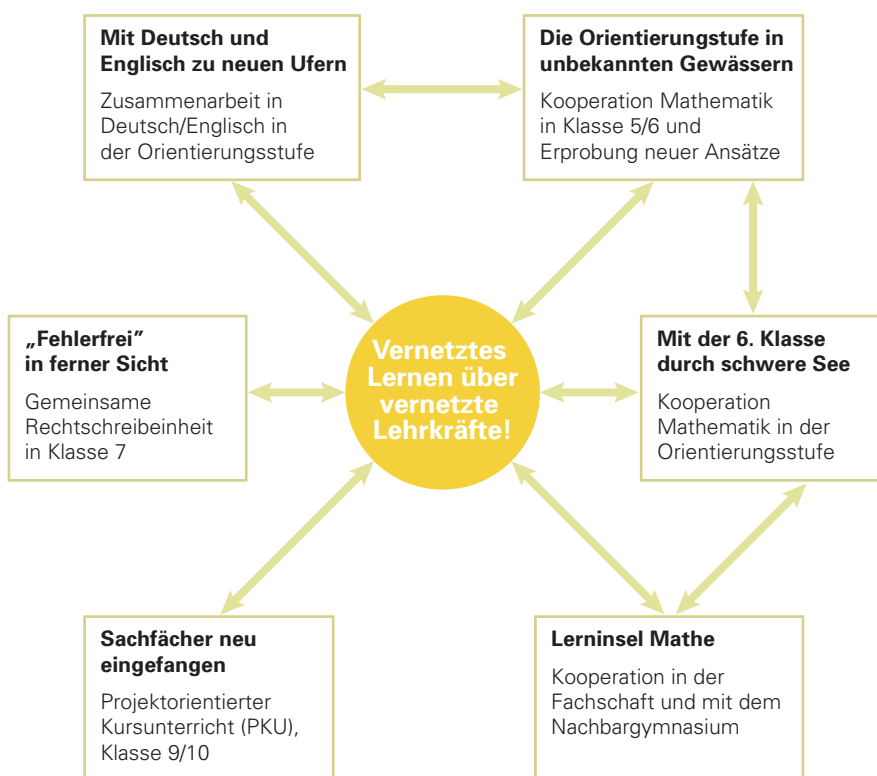 Mit Deutsch und
Englisch zu neuen Ufern
Zusammenarbeit in
Deutsch/Englisch in
der Orientierungsstufe
Die Orientierungstufe in
unbekannten Gewässern
Kooperation Mathematik
in Klasse 5/6 und
Erprobung neuer Ansätze
„Fehlerfrei”
in ferner Sicht
Gemeinsame
Rechtschreibeinheit
in Klasse 7
Vernetztes
Lernen über
vernetzte
Lehrkräfte!
Mit der 6. Klasse
durch schwere See
Kooperation
Mathematik in der
Orientierungsstufe
Sachfächer neu
eingefangen
Projektorientierter
Kursunterricht (PKU),
Klasse 9/10
Lerninsel Mathe
Kooperation in der
Fachschaft und mit dem
Nachbargymnasium